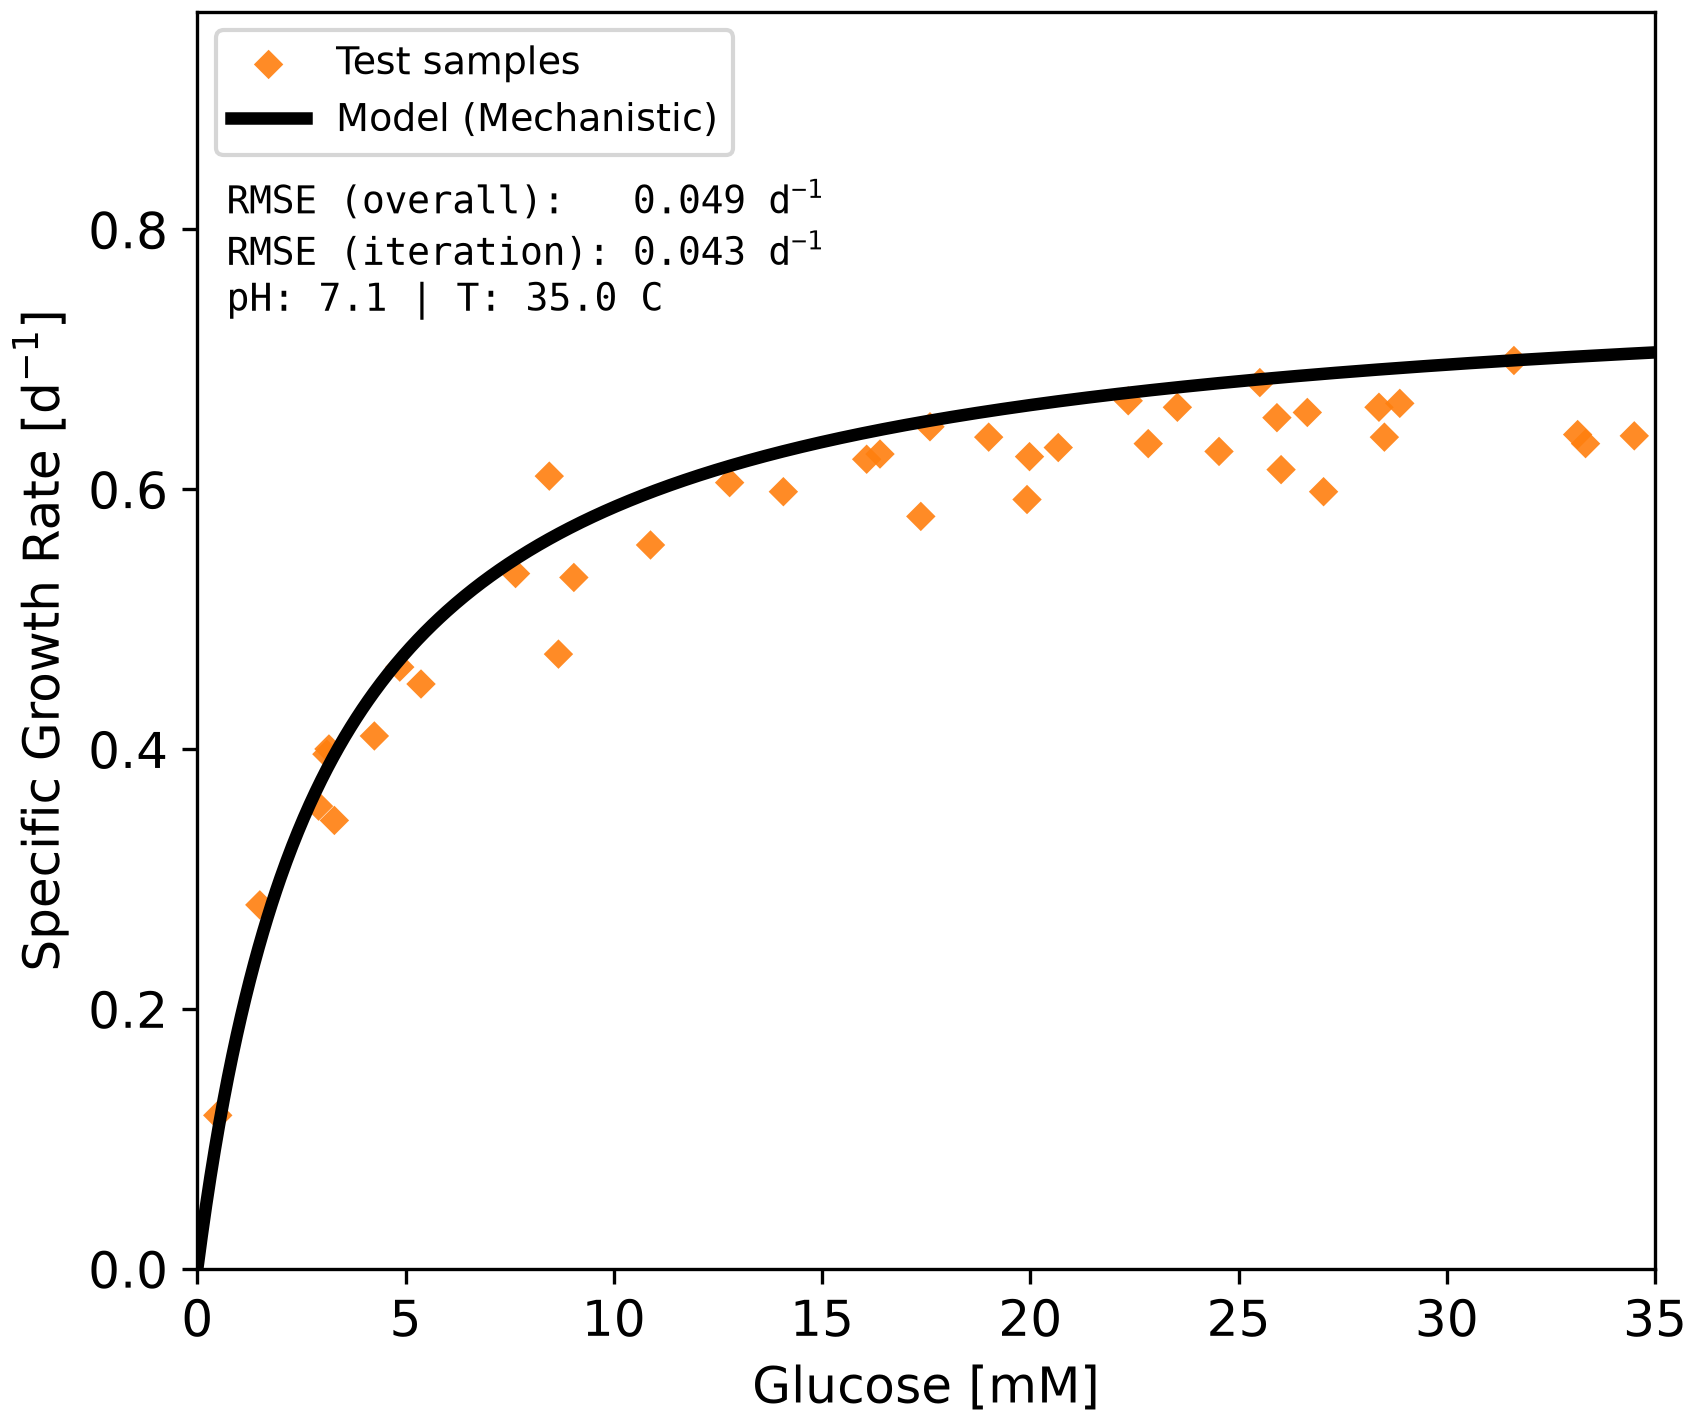 Test samples
Model (Mechanistic)
RMSE (overall):   0.049 d⁻¹
RMSE (iteration): 0.043 d⁻¹
pH: 7.1 | T: 35.0 C
Specific Growth Rate [d⁻¹]
0.8
0.6
0.4
0.2
0.0
0 5 10 15 20 25 30 35
Glucose [mM]